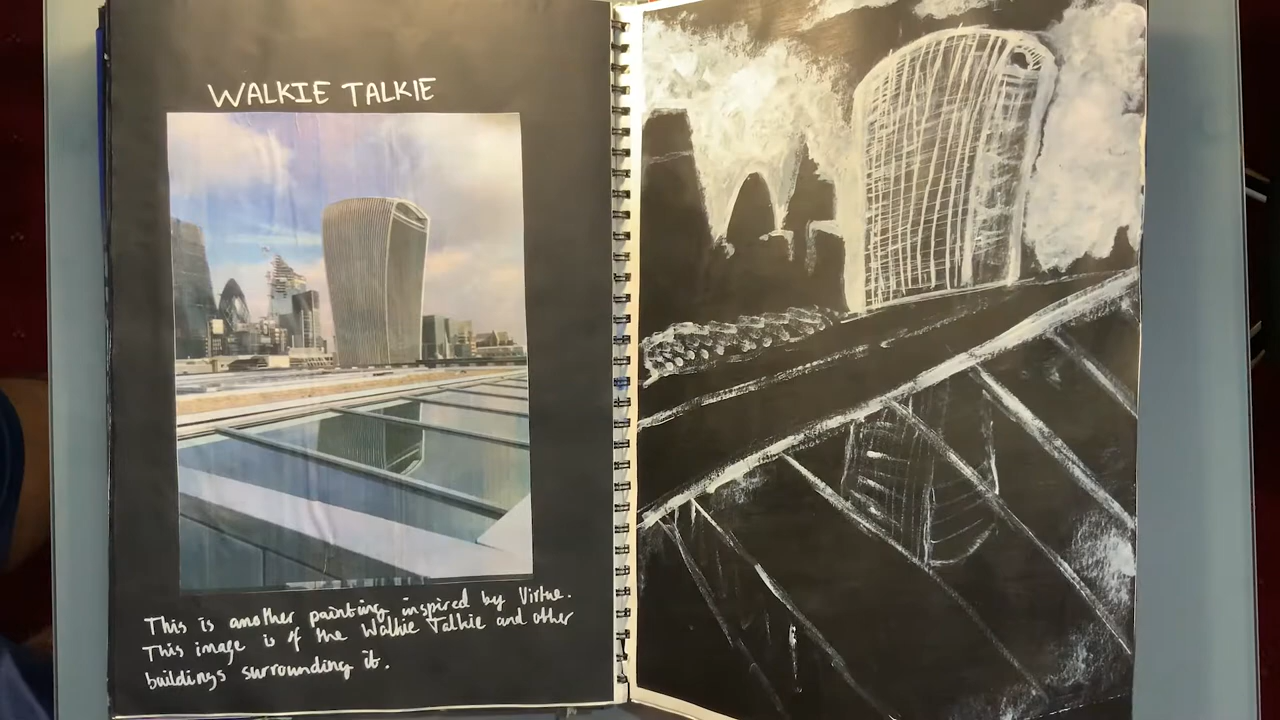 WALKIE TALKIE
This is another painting inspired by Virtue.
This image is of the Walkie Talkie and other
buildings surrounding it.